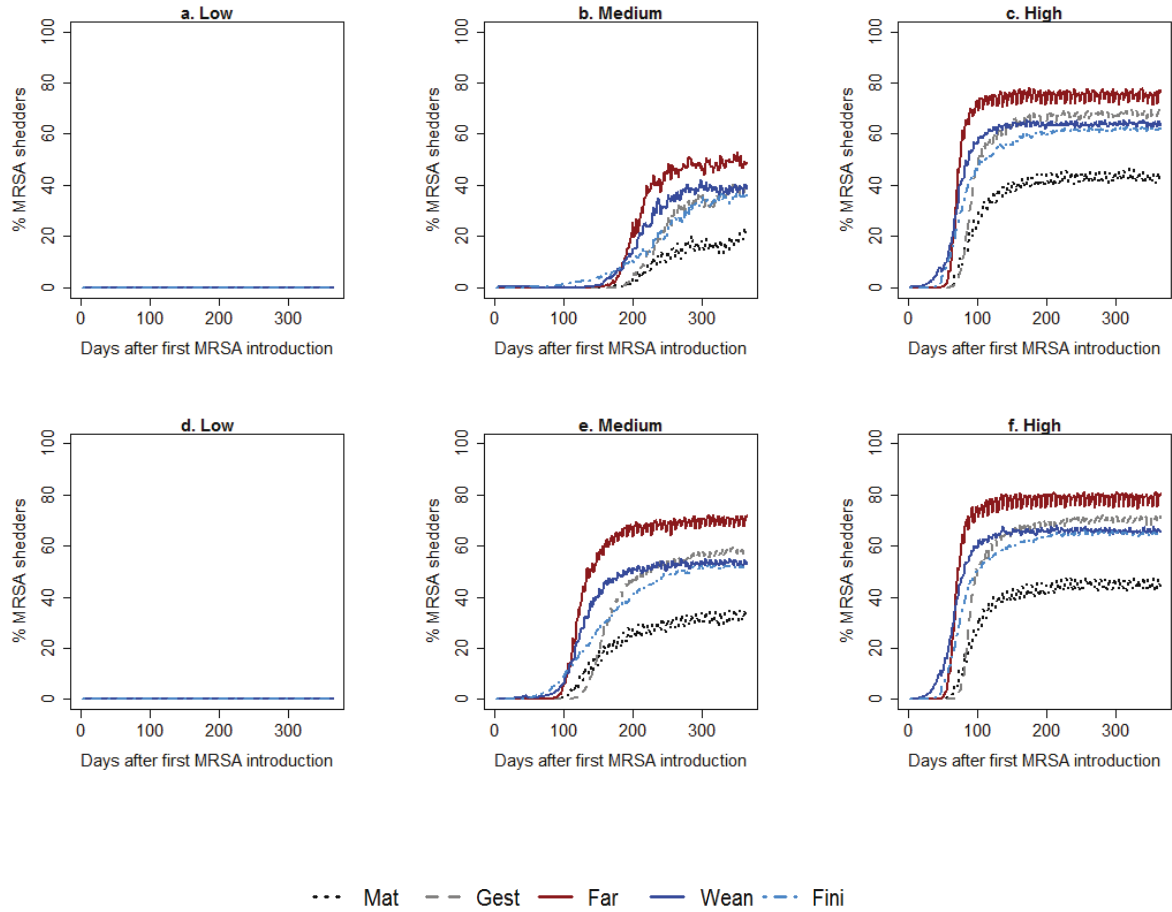 a. Low
b. Medium
c. High
% MRSA shedders
0 20 40 60 80 100
0 100 200 300
Days after first MRSA introduction
% MRSA shedders
0 20 40 60 80 100
0 100 200 300
Days after first MRSA introduction
% MRSA shedders
0 20 40 60 80 100
0 100 200 300
Days after first MRSA introduction
d. Low
e. Medium
f. High
% MRSA shedders
0 20 40 60 80 100
0 100 200 300
Days after first MRSA introduction
% MRSA shedders
0 20 40 60 80 100
0 100 200 300
Days after first MRSA introduction
% MRSA shedders
0 20 40 60 80 100
0 100 200 300
Days after first MRSA introduction
Mat Gest Far Wean Fini